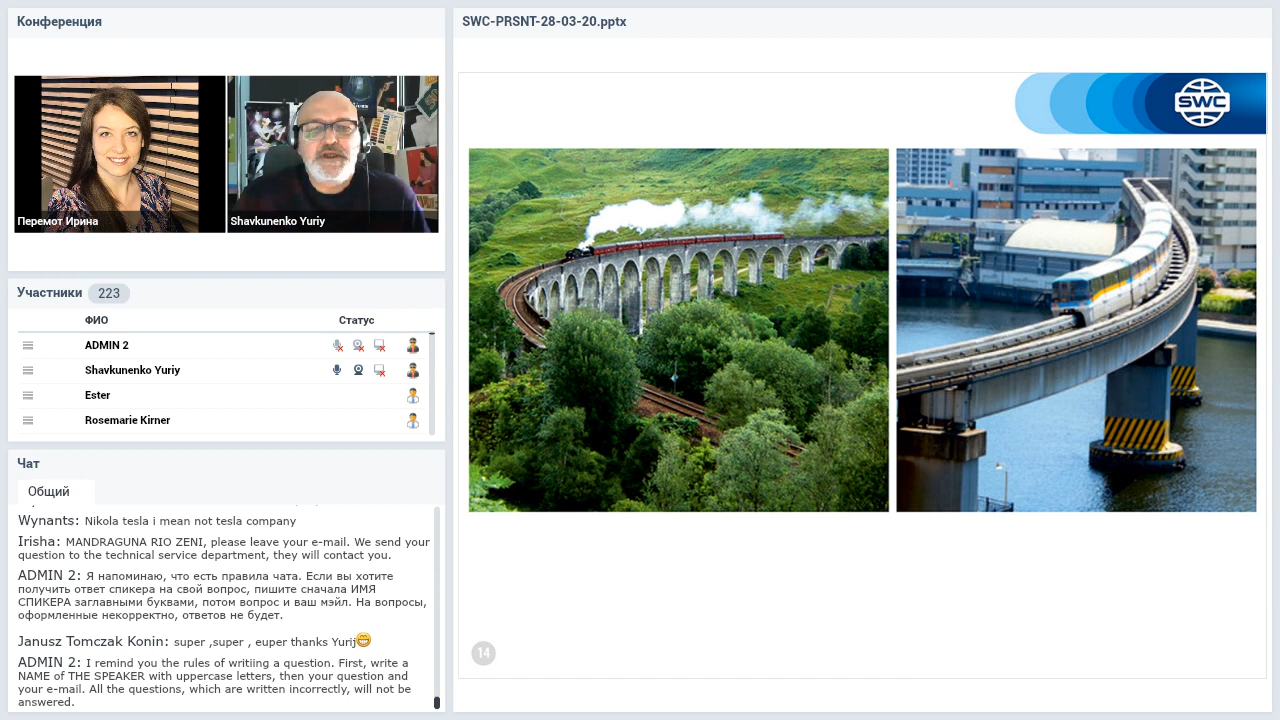 Конференция
Перемот Ирина
Shavkunenko Yuriy
Участники 223
ФИО Статус
ADMIN 2
Shavkunenko Yuriy
Ester
Rosemarie Kirner
Чат
Общий
Wynants: Nikola tesla i mean not tesla company
Irisha: MANDRAGUNA RIO ZENI, please leave your e-mail. We send your
question to the technical service department, they will contact you.
ADMIN 2: Я напоминаю, что есть правила чата. Если вы хотите
получить ответ спикера на свой вопрос, пишите сначала ИМЯ
СПИКЕРА заглавными буквами, потом вопрос и ваш мэйл. На вопросы,
оформленные некорректно, ответов не будет.
Janusz Tomczak Konin: super ,super , euper thanks Yurij
ADMIN 2: I remind you the rules of writing a question. First, write a
NAME of THE SPEAKER with uppercase letters, then your question and
your e-mail. All the questions, which are written incorrectly, will not be
answered.
SWC-PRSNT-28-03-20.pptx
SWC
14